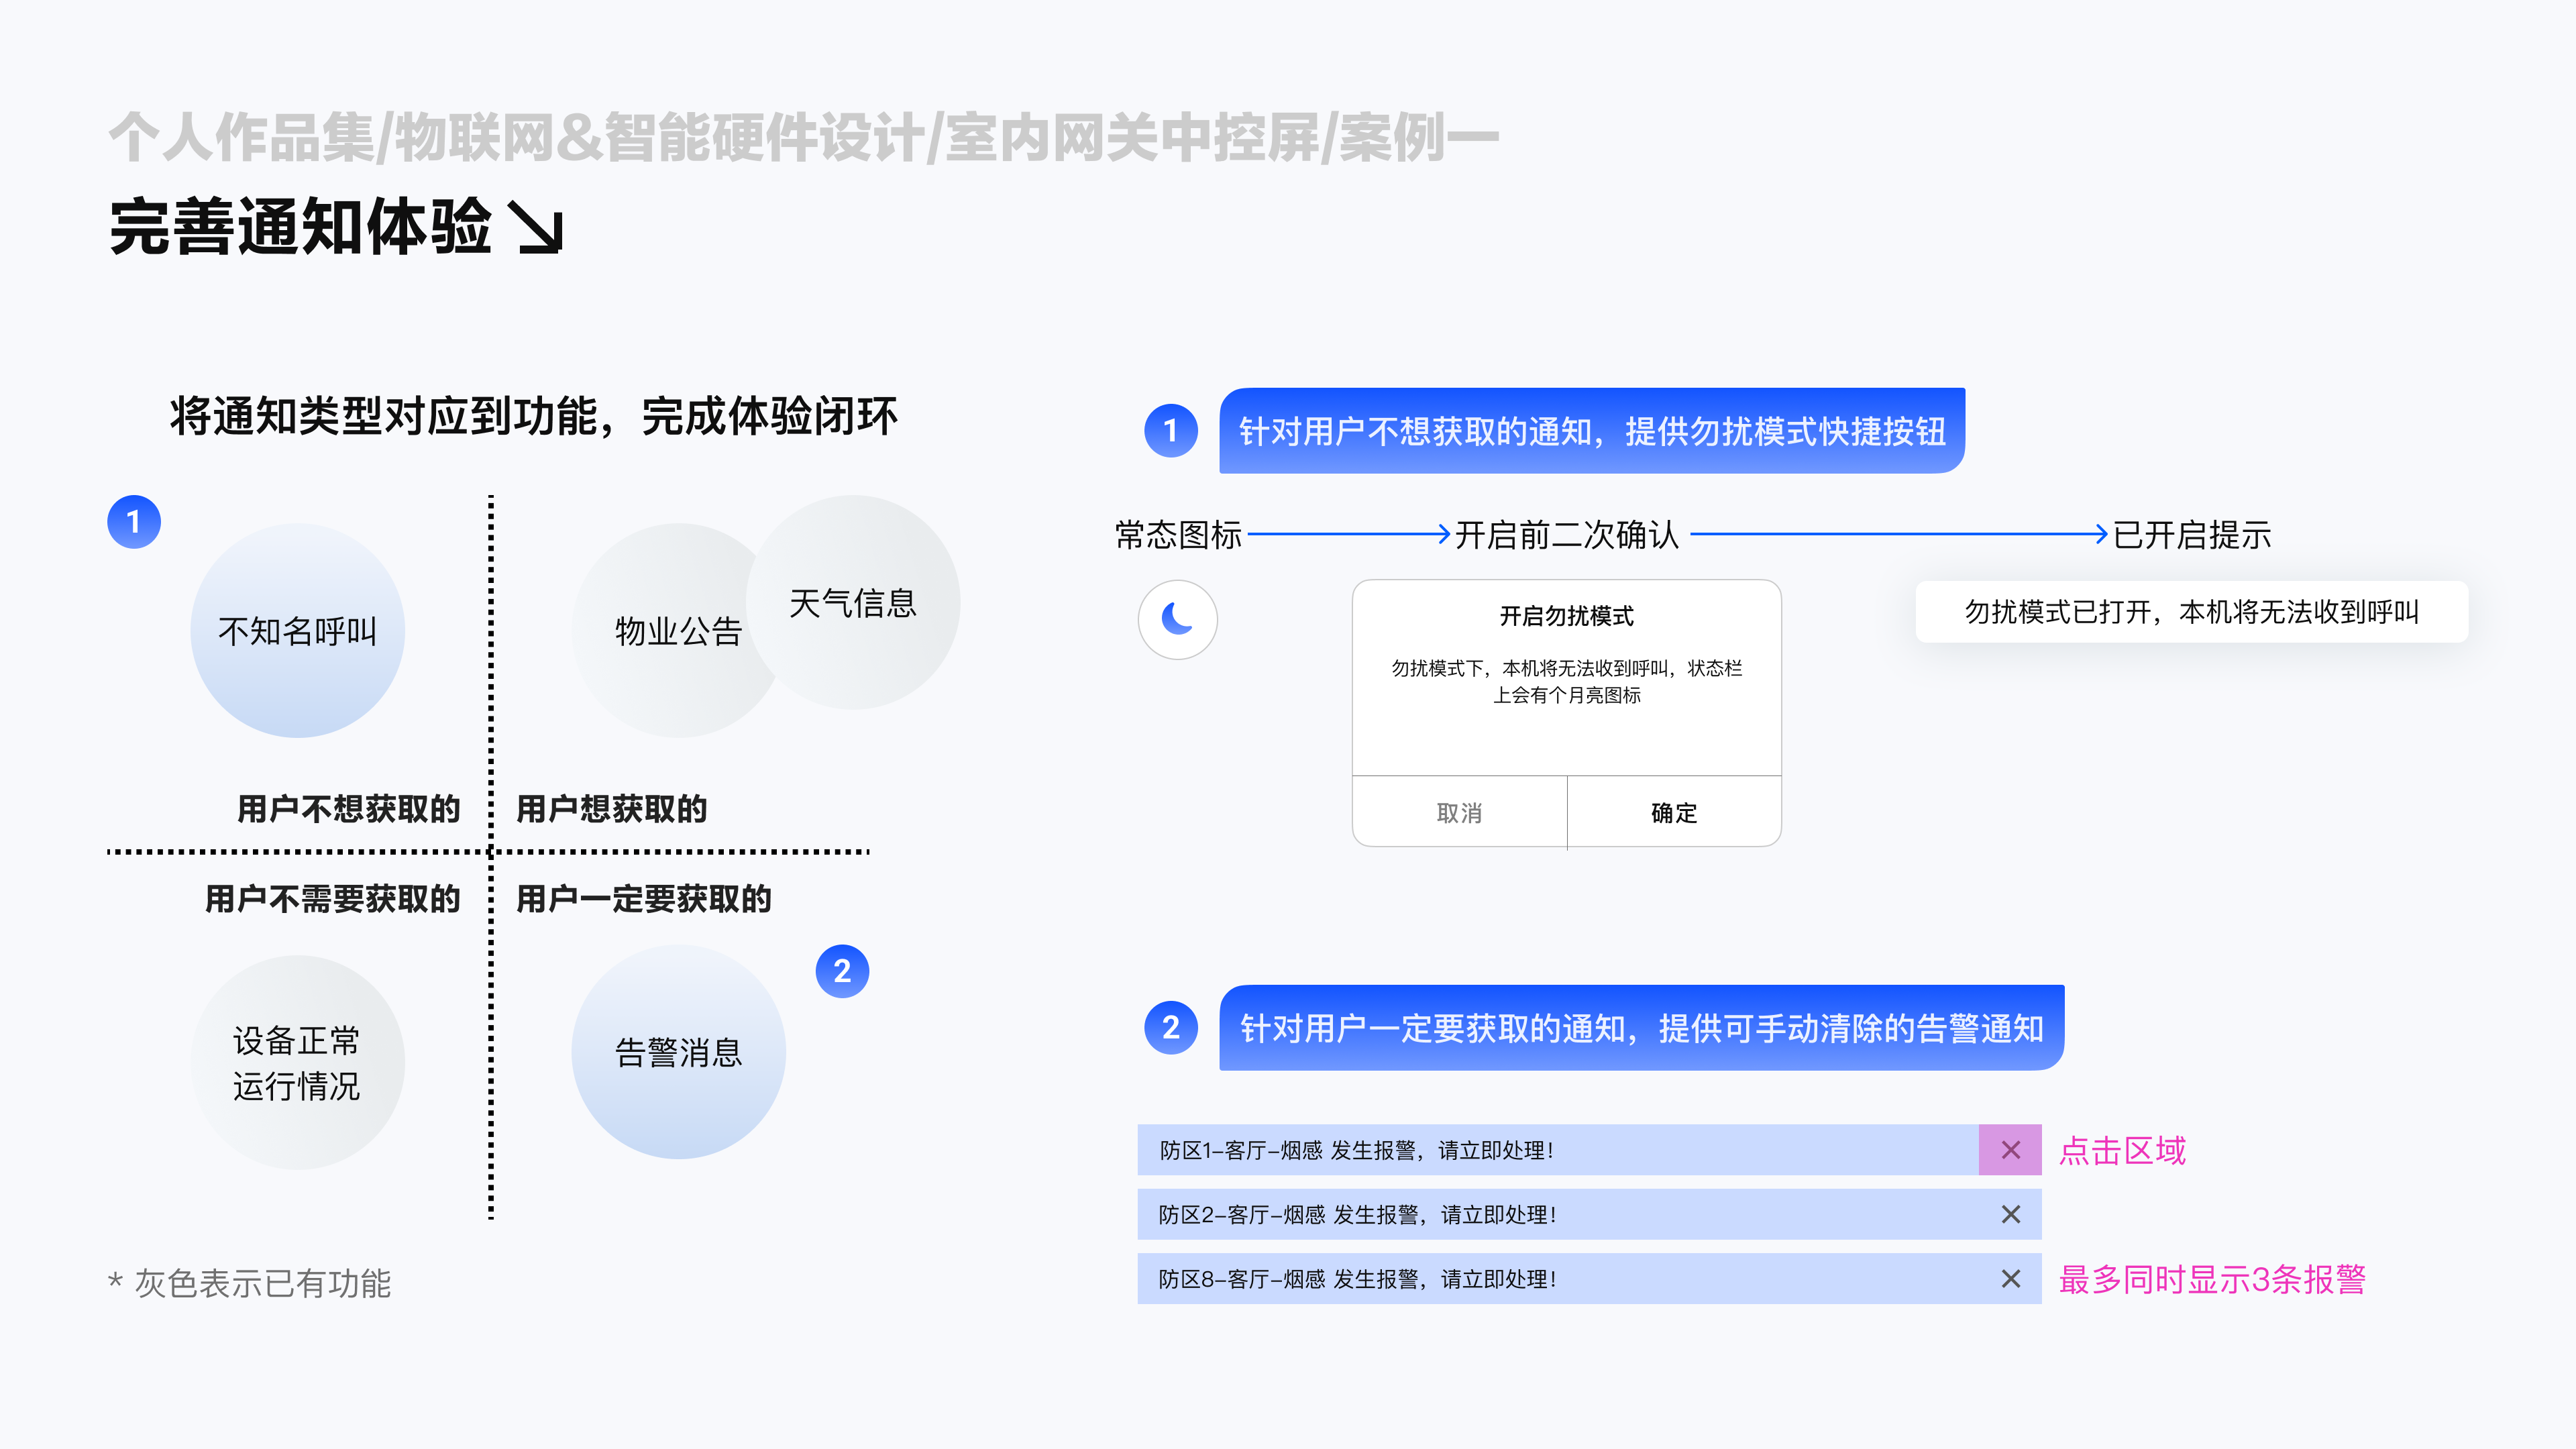 个人作品集/物联网&智能硬件设计/室内网关中控屏/案例一
完善通知体验
将通知类型对应到功能，完成体验闭环
1
不知名呼叫
物业公告
天气信息
用户不想获取的
用户想获取的
用户不需要获取的
用户一定要获取的
设备正常
运行情况
告警消息
2
* 灰色表示已有功能
1
针对用户不想获取的通知，提供勿扰模式快捷按钮
常态图标
开启前二次确认
已开启提示
开启勿扰模式
勿扰模式下，本机将无法收到呼叫，状态栏
上会有个月亮图标
取消
确定
勿扰模式已打开，本机将无法收到呼叫
2
针对用户一定要获取的通知，提供可手动清除的告警通知
防区1-客厅-烟感 发生报警，请立即处理！
点击区域
防区2-客厅-烟感 发生报警，请立即处理！
防区8-客厅-烟感 发生报警，请立即处理！
最多同时显示3条报警